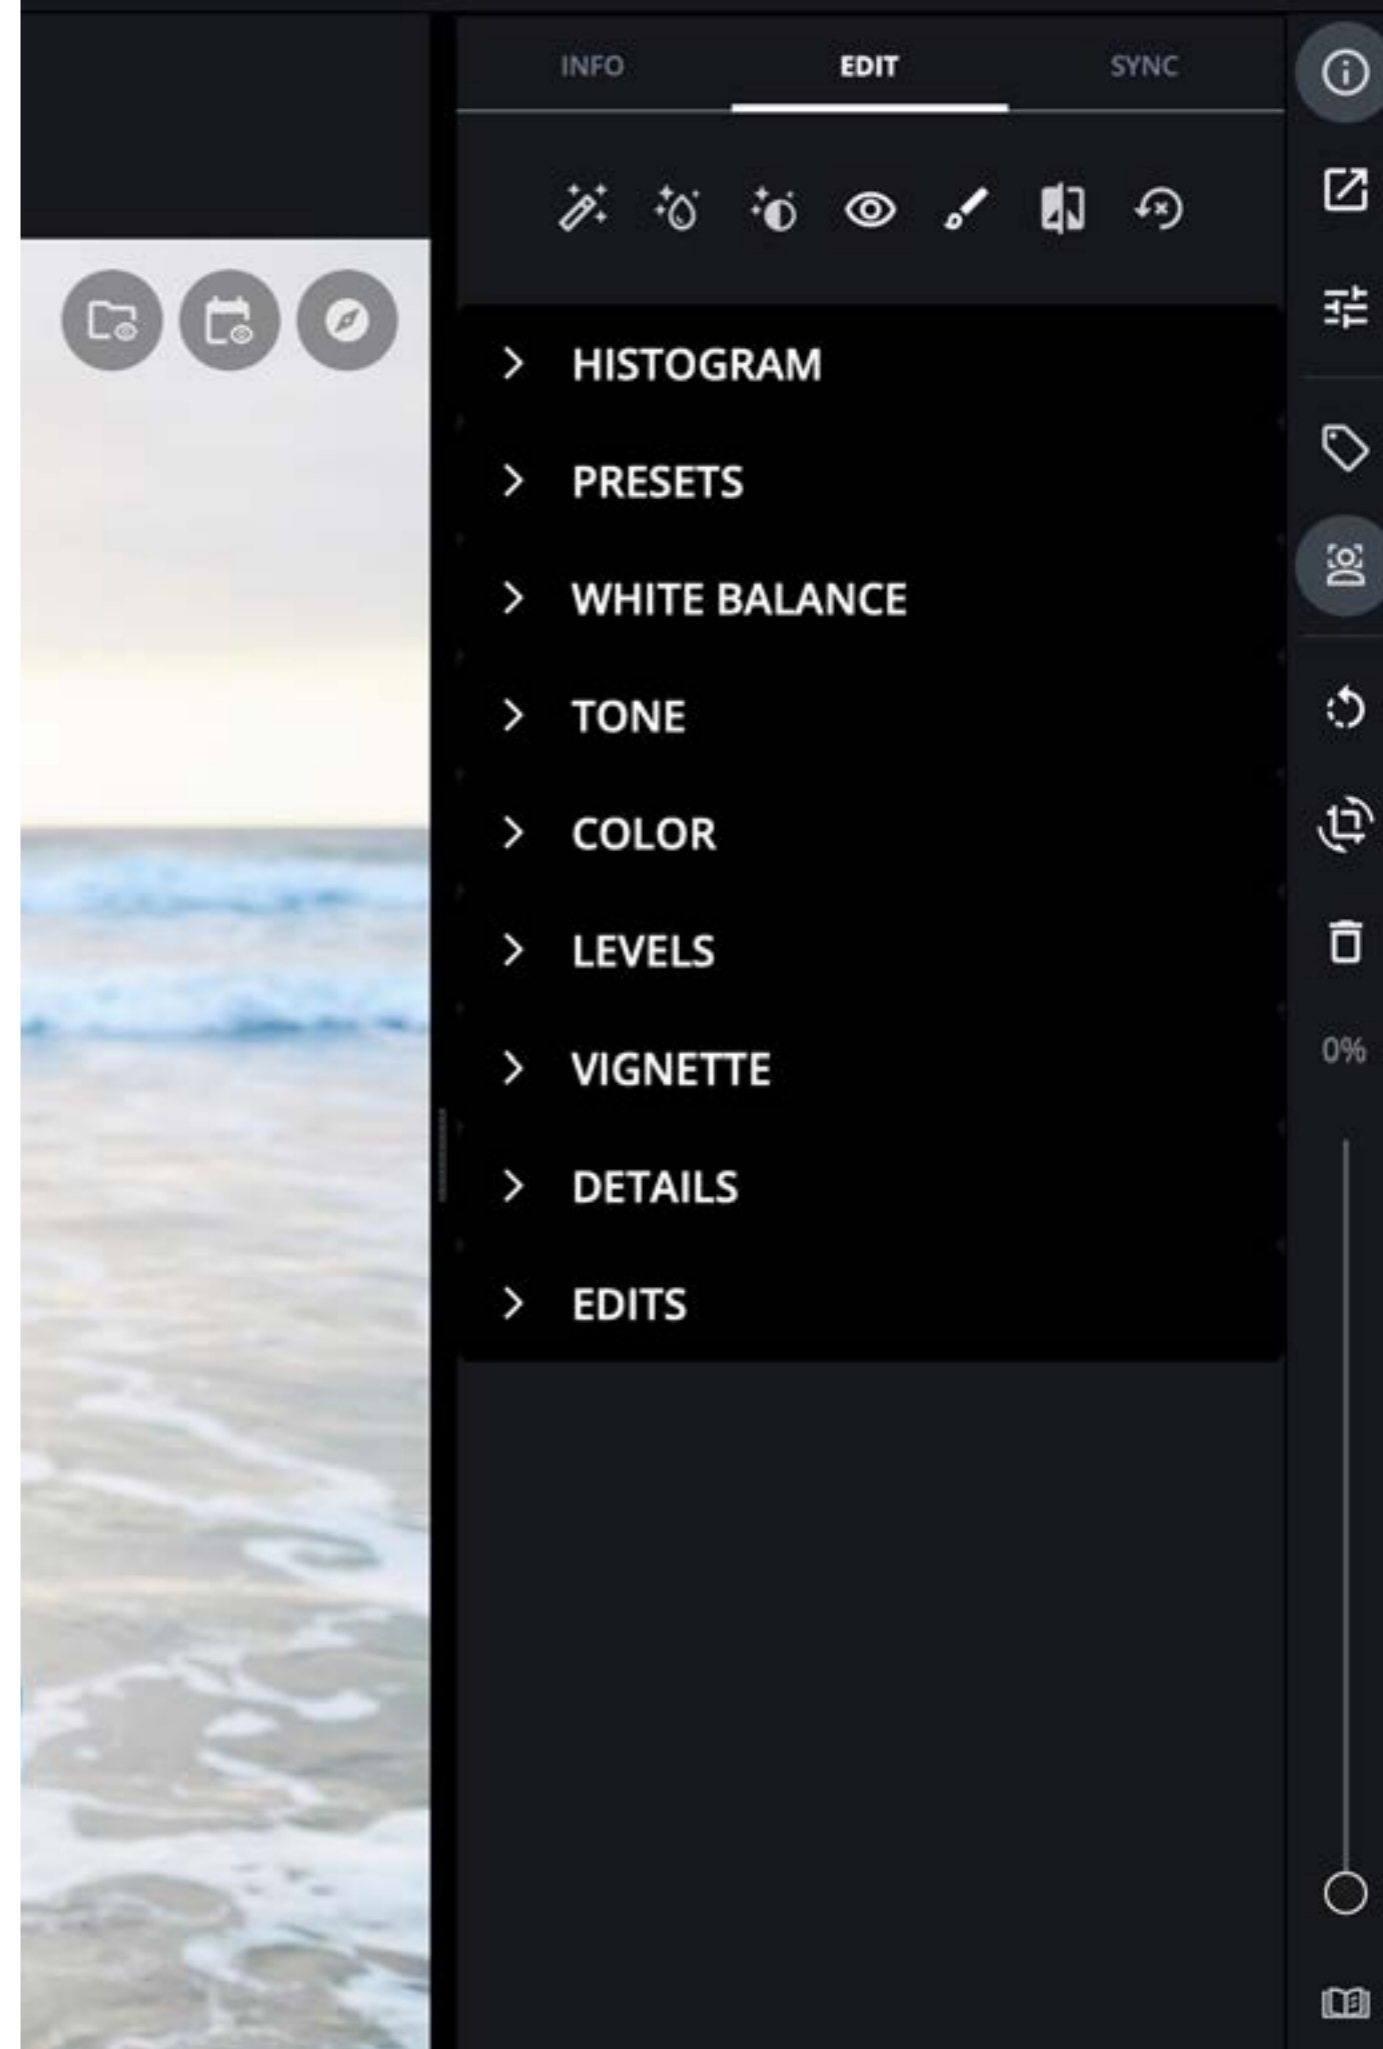 INFO EDIT SYNC
HISTOGRAM
PRESETS
WHITE BALANCE
TONE
COLOR
LEVELS
0%
VIGNETTE
DETAILS
EDITS